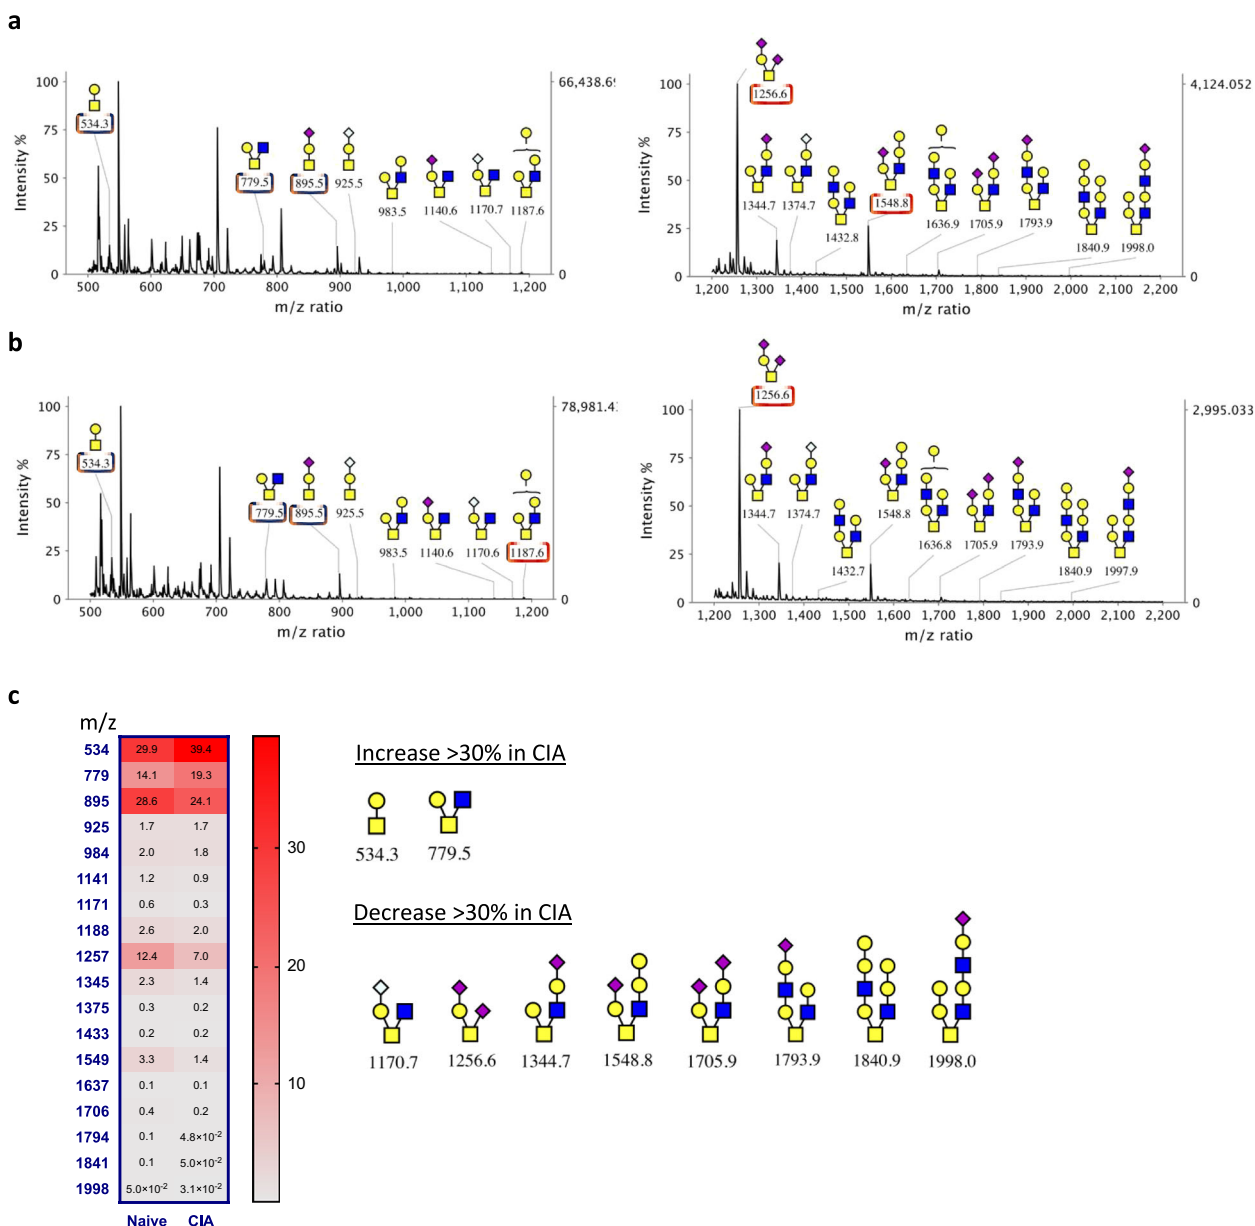 a
100
75
50
25
0
Intensity %
534.3
779.5
895.5
925.5
983.5
1140.6
1170.7
1187.6
500 600 700 800 900 1,000 1,100 1,200
m/z ratio
0
100
75
50
25
0
Intensity %
1256.6
1344.7
1374.7
1432.8
1548.8
1636.9
1705.9
1793.9
1840.9
1998.0
4,124.052
0
1,200 1,300 1,400 1,500 1,600 1,700 1,800 1,900 2,000 2,100 2,200
m/z ratio
b
100
75
50
25
0
Intensity %
534.3
779.5
895.5
925.5
983.5
1140.6
1170.6
1187.6
0
500 600 700 800 900 1,000 1,100 1,200
m/z ratio
100
75
50
25
0
Intensity %
1256.6
1344.7
1374.7
1432.7
1548.8
1636.8
1705.9
1793.9
1840.9
1997.9
2,995.033
0
1,200 1,300 1,400 1,500 1,600 1,700 1,800 1,900 2,000 2,100 2,200
m/z ratio
c
m/z
534 29.9 39.4
779 14.1 19.3
895 28.6 24.1
925 1.7 1.7
984 2.0 1.8
1141 1.2 0.9
1171 0.6 0.3
1188 2.6 2.0
1257 12.4 7.0
1345 2.3 1.4
1375 0.3 0.2
1433 0.2 0.2
1549 3.3 1.4
1637 0.1 0.1
1706 0.4 0.2
1794 0.1 4.8×10⁻²
1841 0.1 5.0×10⁻²
1998 5.0×10⁻² 3.1×10⁻²
Naive CIA
30
20
10
Increase >30% in CIA
534.3 779.5
Decrease >30% in CIA
1170.7 1256.6 1344.7 1548.8 1705.9 1793.9 1840.9 1998.0